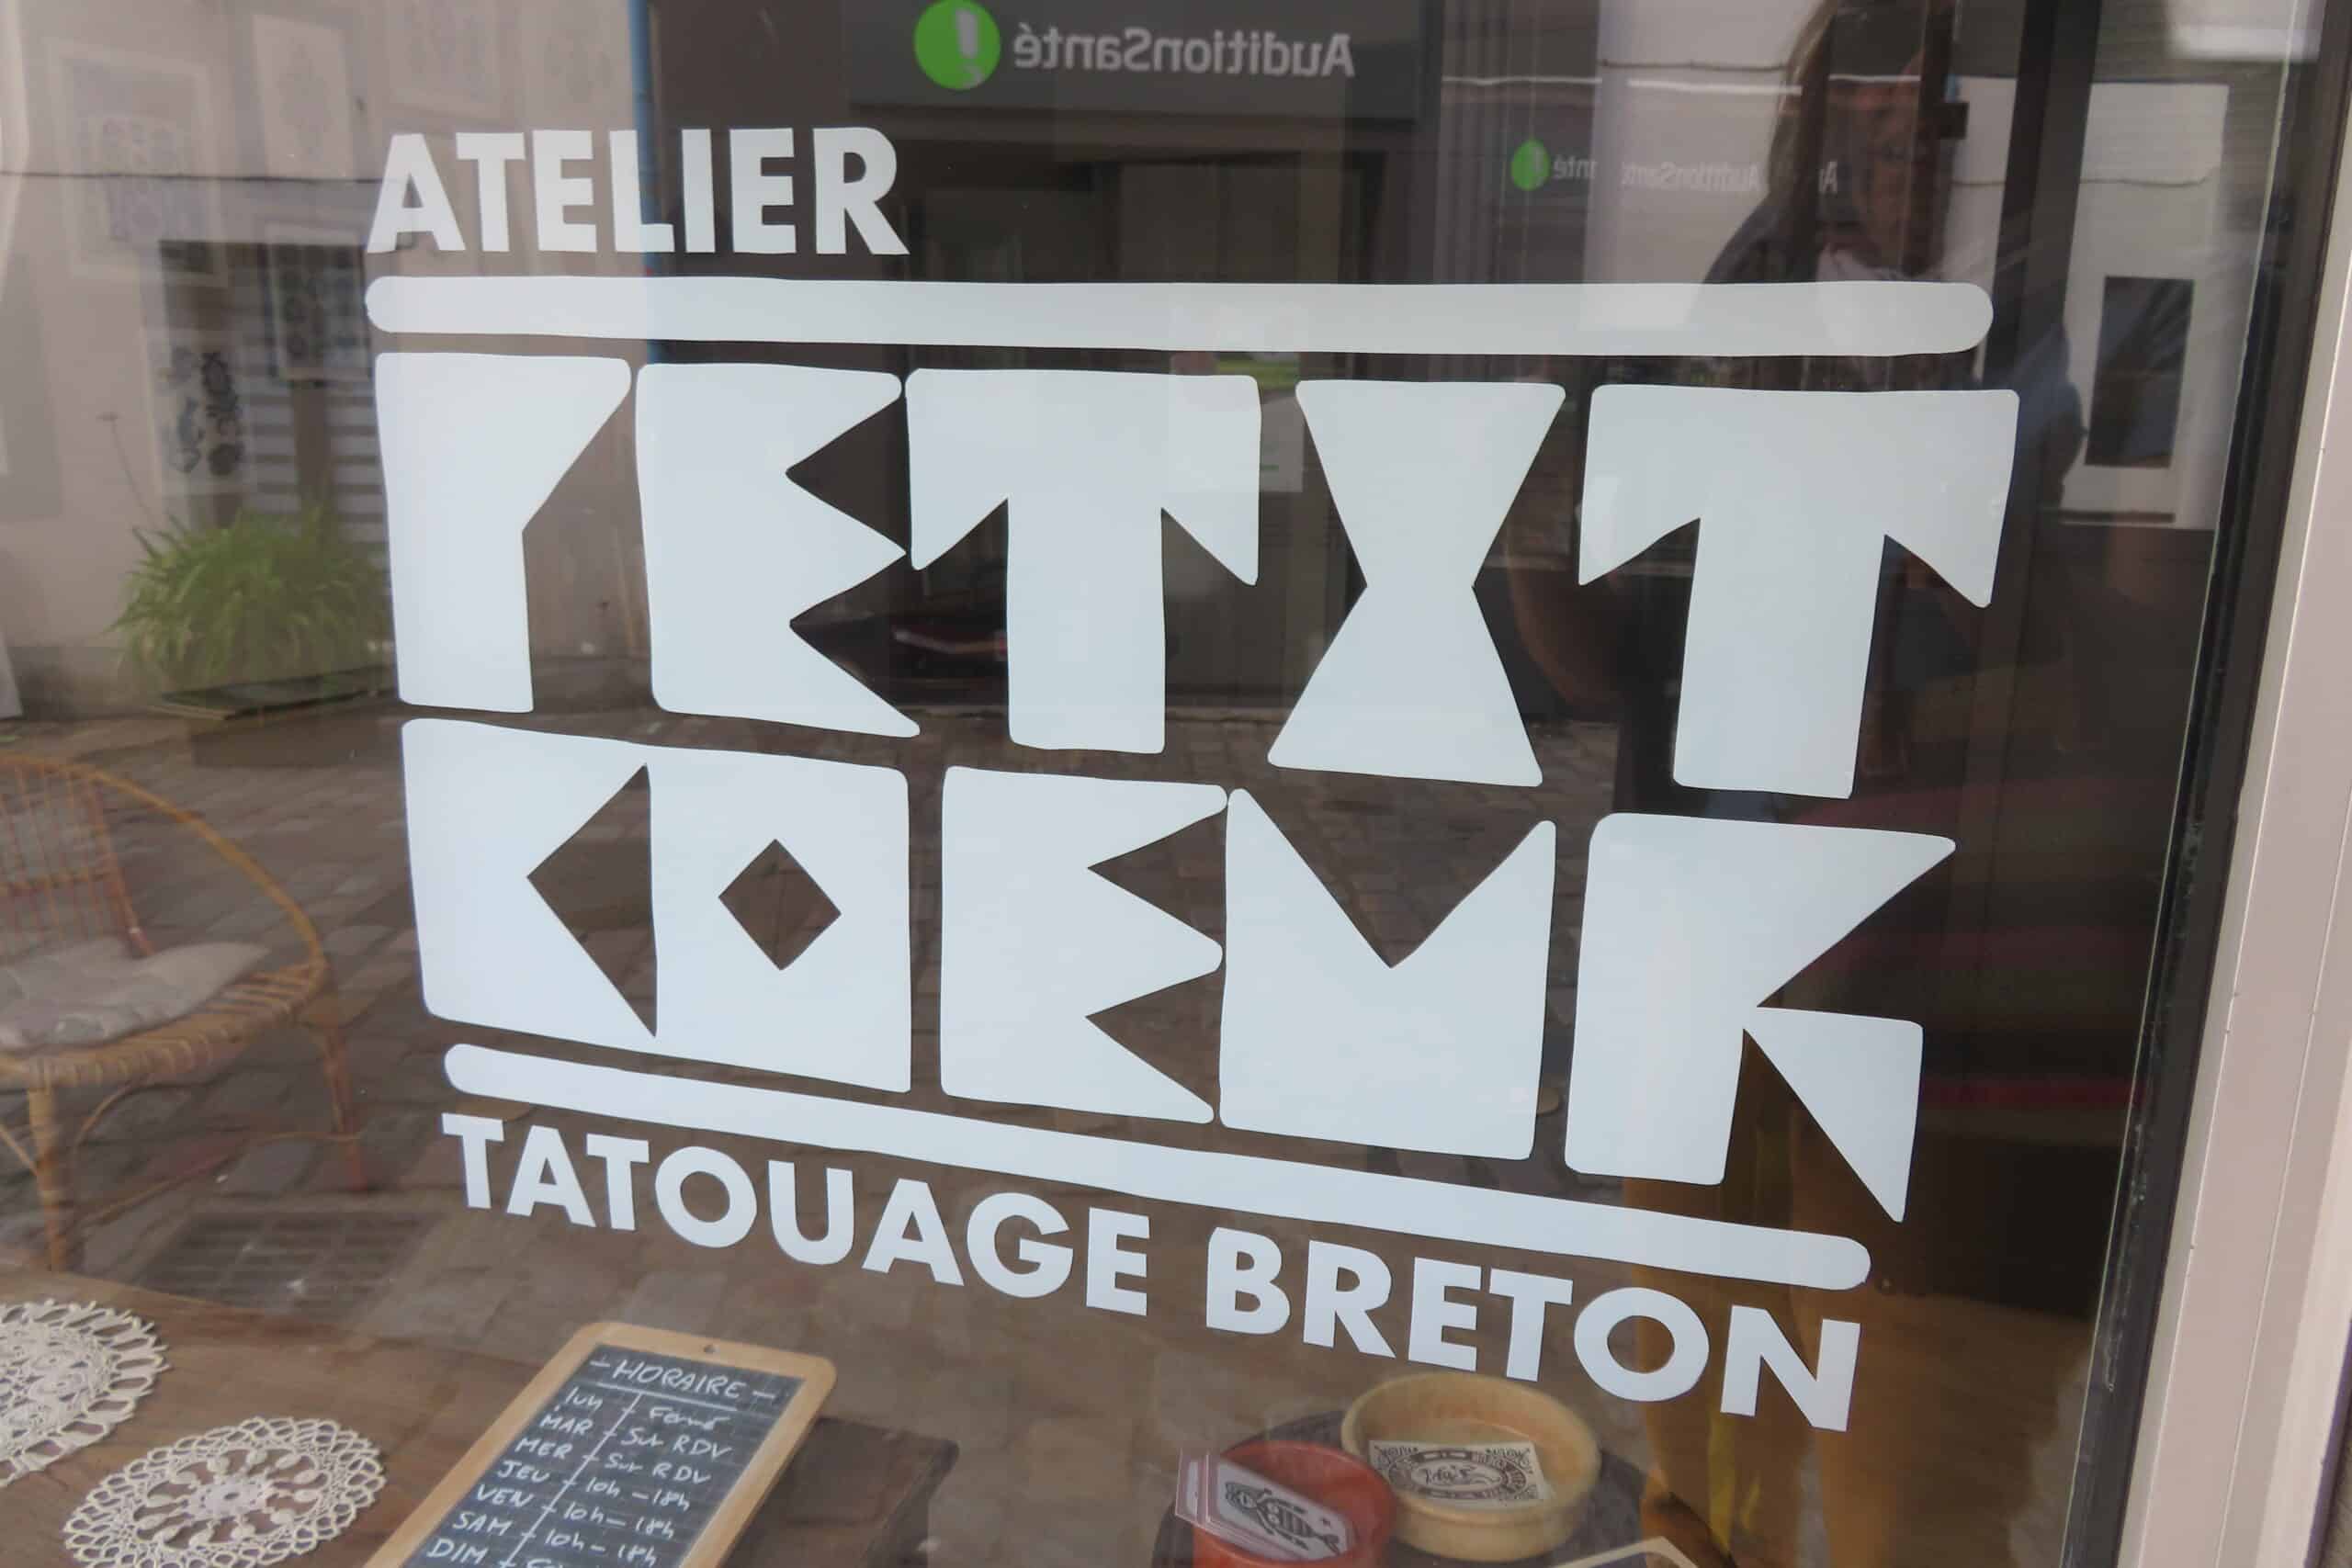 AuditionSanté
AuditionSanté
ATELIER
PETIT
COEUR
TATOUAGE BRETON
- HORAIRE -
lun - Fermé
MAR - Sur RDV
MER - Sur RDV
JEU - 10h - 18h
VEN - 10h - 18h
SAM - 10h - 18h
DIM -